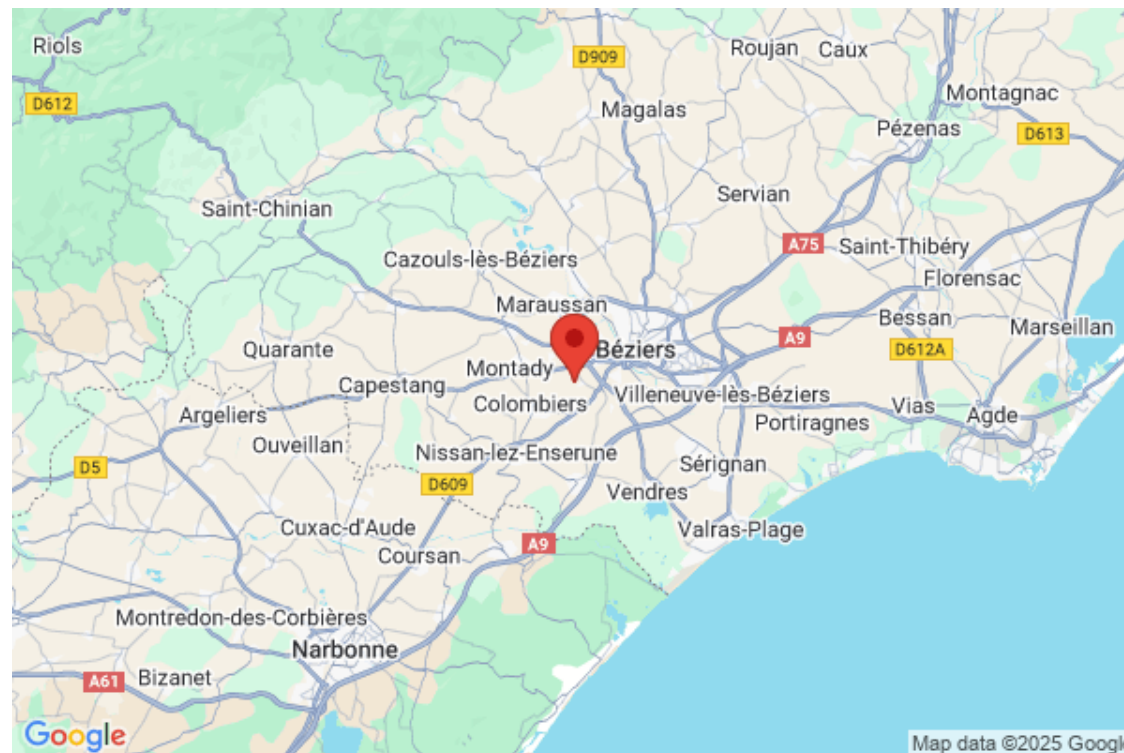 Riols
Roujan
Caux
D909
D612
Magalas
Montagnac
Pézenas
D613
Servian
Saint-Chinian
A75
Saint-Thibéry
Cazouls-lès-Béziers
Florensac
Maraussan
Bessan
Marseillan
A9
Quarante
Béziers
D612A
Montady
Capestang
Villeneuve-lès-Béziers
Colombiers
Vias
Agde
Argeliers
Portiragnes
Ouveillan
Nissan-lez-Enserune
D5
Sérignan
D609
Vendres
Cuxac-d'Aude
Valras-Plage
A9
Coursan
Montredon-des-Corbières
Narbonne
A61
Bizanet
Google
Map data ©2025 Google